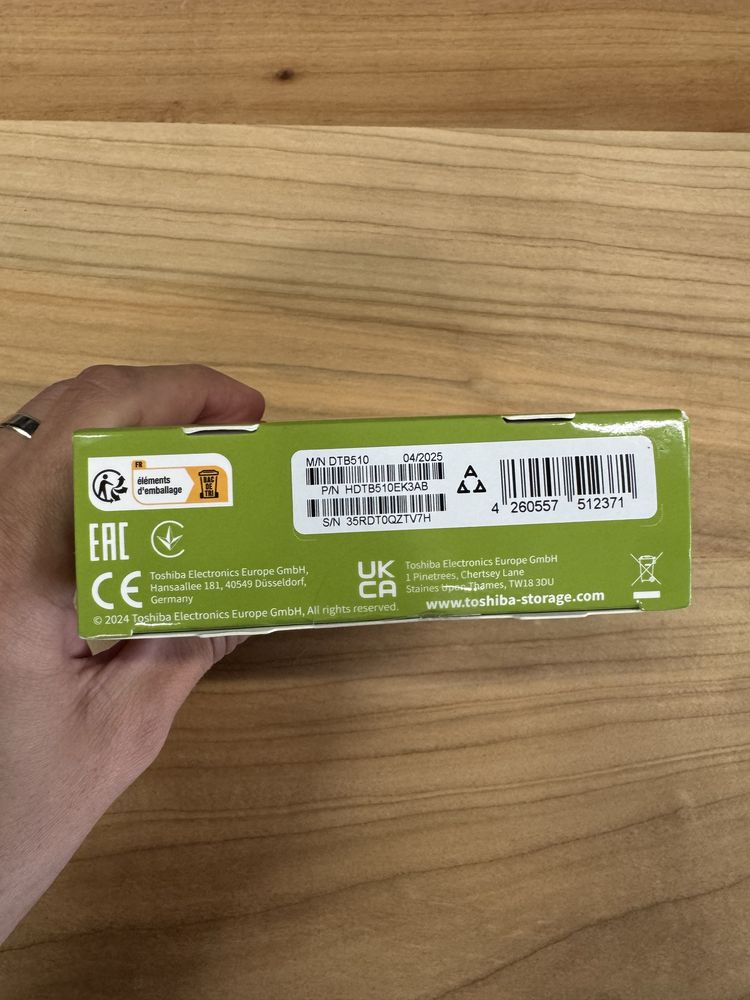 FR
éléments
d'emballage
BAC
DE
TRI
M/N DTB510 04/2025
P/N HDTB510EK3AB
S/N 35RDT0QZTV7H
4 260557 512371
EAC
CE
Toshiba Electronics Europe GmbH,
Hansaallee 181, 40549 Düsseldorf,
Germany
© 2024 Toshiba Electronics Europe GmbH, All rights reserved.
UK
CA
Toshiba Electronics Europe GmbH
1 Pinetrees, Chertsey Lane
Staines Upon Thames, TW18 3DU
www.toshiba-storage.com